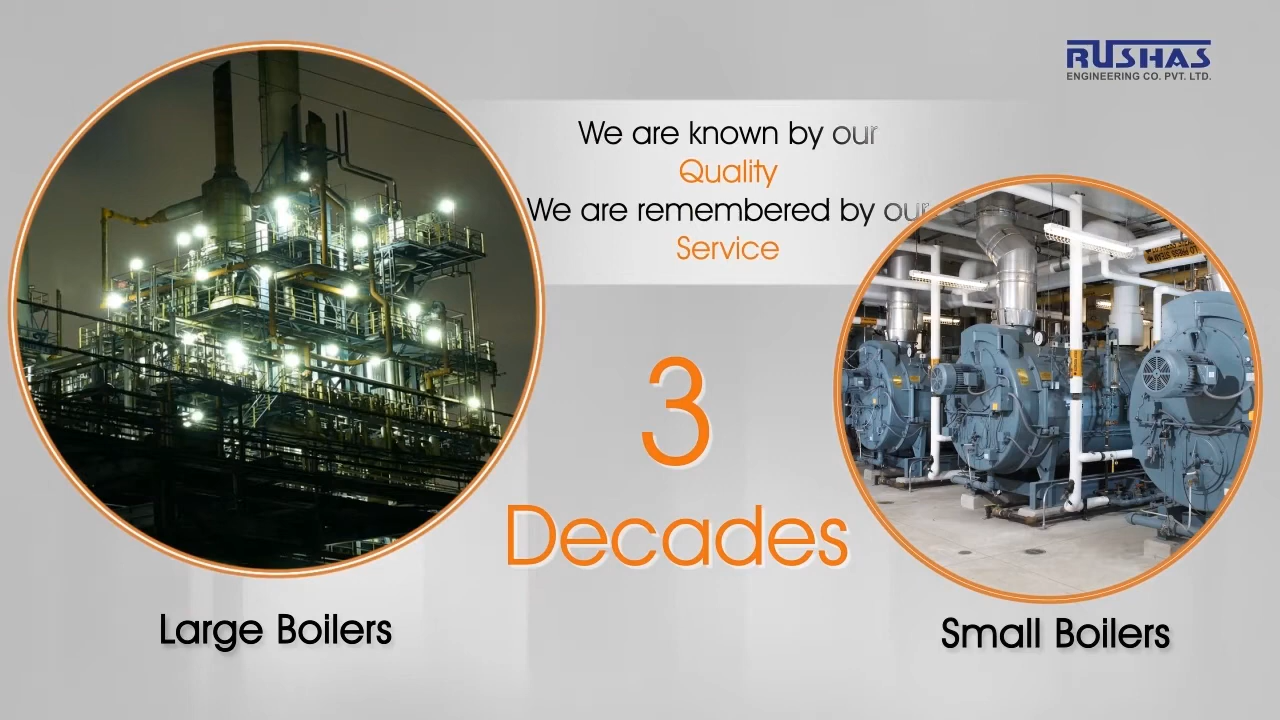 RUSHAS
ENGINEERING CO. PVT. LTD.
We are known by our
Quality
We are remembered by our
Service
3
Decades
Large Boilers
Small Boilers